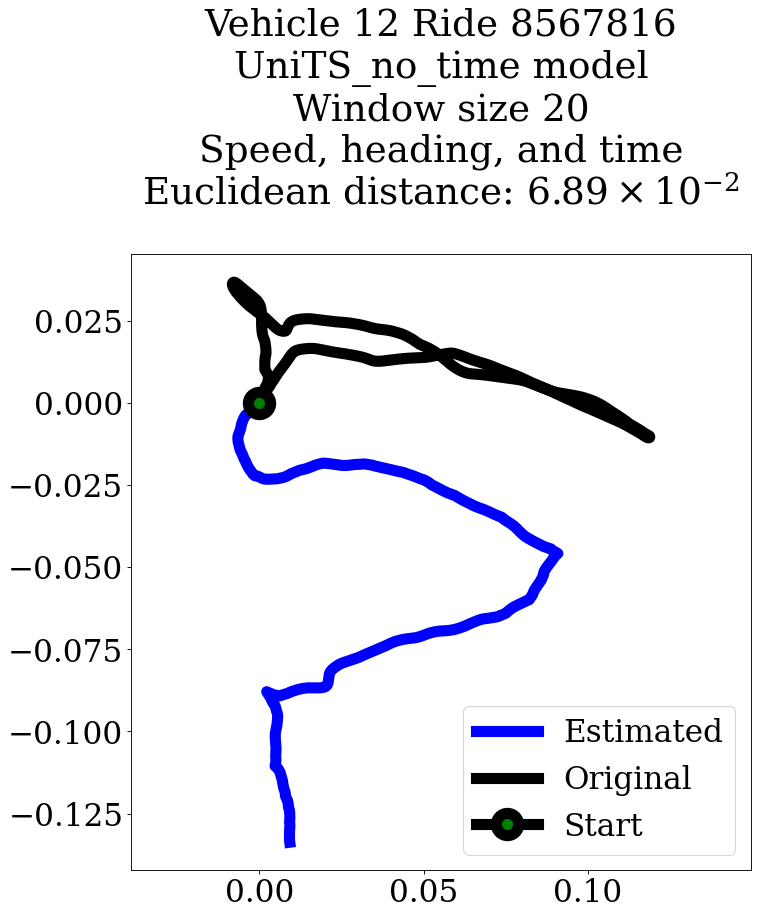 Vehicle 12 Ride 8567816
UniTS_no_time model
Window size 20
Speed, heading, and time
Euclidean distance: 6.89 × 10⁻²
0.025
0.000
−0.025
−0.050
−0.075
−0.100
−0.125
Estimated
Original
Start
0.00 0.05 0.10